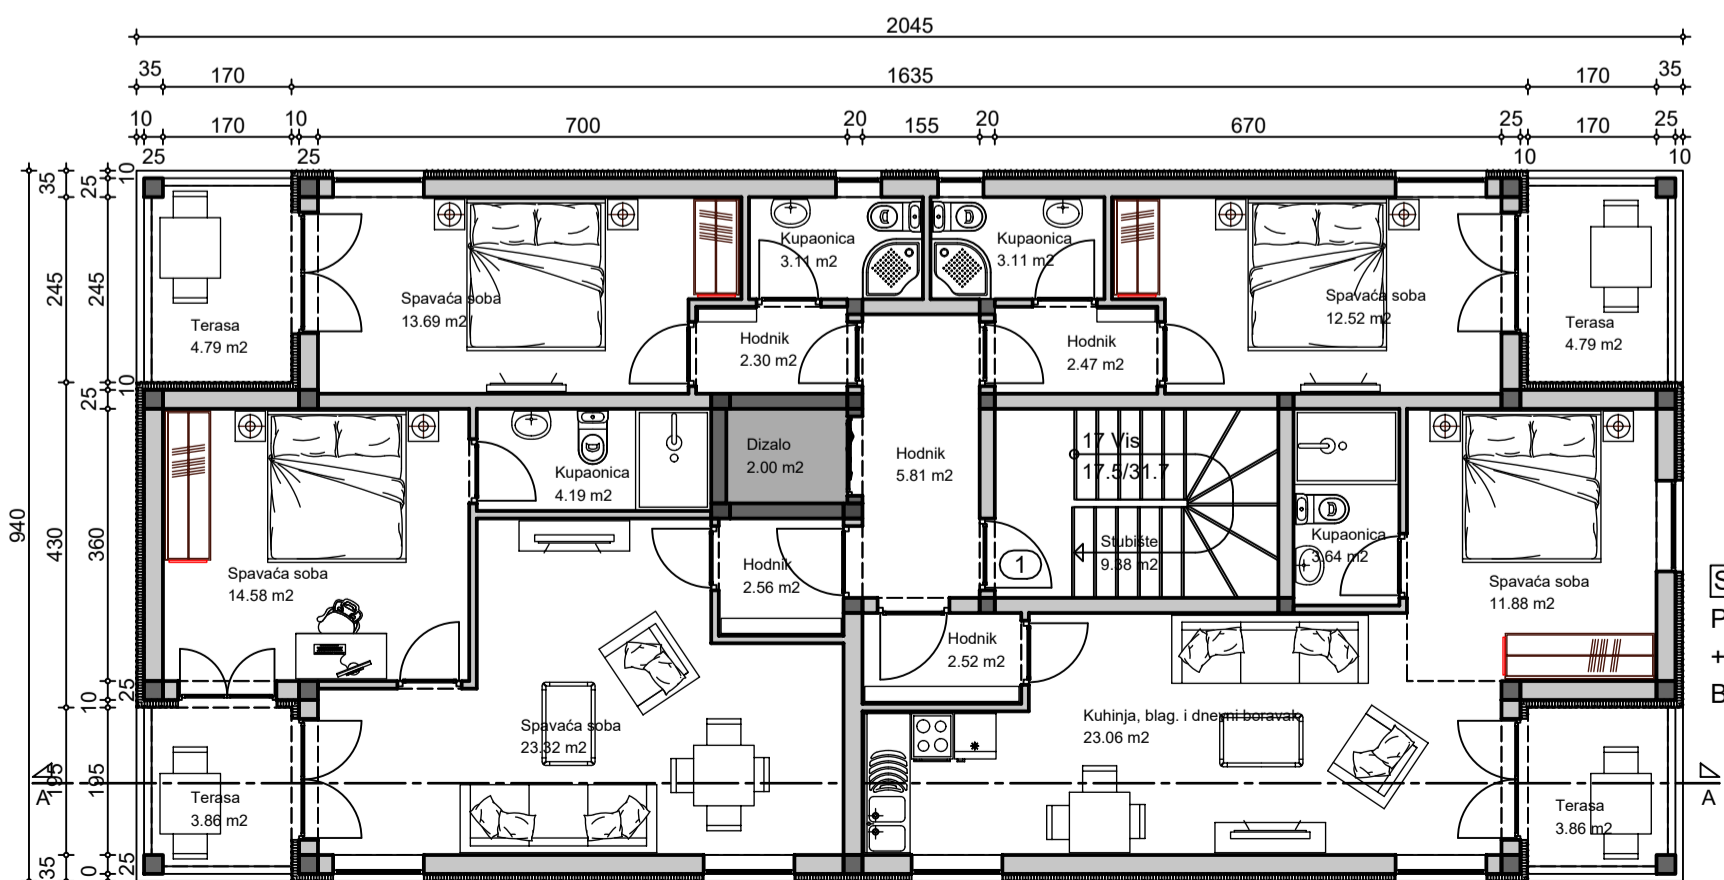 2045
35 170 1635 170 35
10 170 10 700 20 155 20 670 25 170 25
25 25 10 10
940
35 245 430 195 35
10 25 245 10 25 360 25 10 195 0 25
Terasa
4.79 m2
Spavaća soba
13.69 m2
Kupaonica
3.11 m2
Kupaonica
3.11 m2
Spavaća soba
12.52 m2
Terasa
4.79 m2
Hodnik
2.30 m2
Hodnik
2.47 m2
Dizalo
2.00 m2
Hodnik
5.81 m2
17 Vis
17.5/31.7
Kupaonica
4.19 m2
Stubište
9.38 m2
1
Kupaonica
3.64 m2
Spavaća soba
14.58 m2
Hodnik
2.56 m2
Spavaća soba
11.88 m2
Hodnik
2.52 m2
Spavaća soba
23.32 m2
Kuhinja, blag. i dnevni boravak
23.06 m2
Terasa
3.86 m2
Terasa
3.86 m2
A
A
S
P
+
B